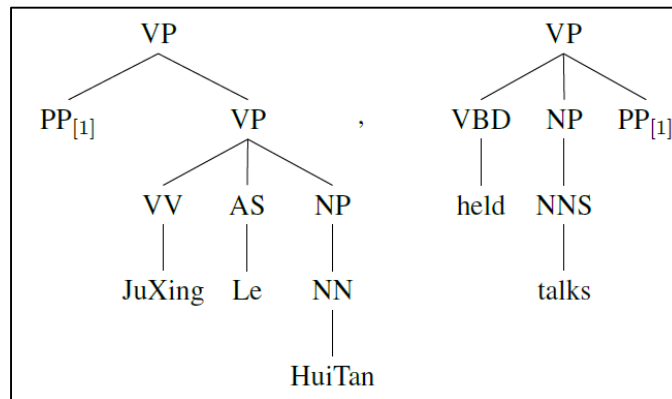 VP VP
PP[1] VP , VBD NP PP[1]
VV AS NP held NNS
JuXing Le NN talks
HuiTan